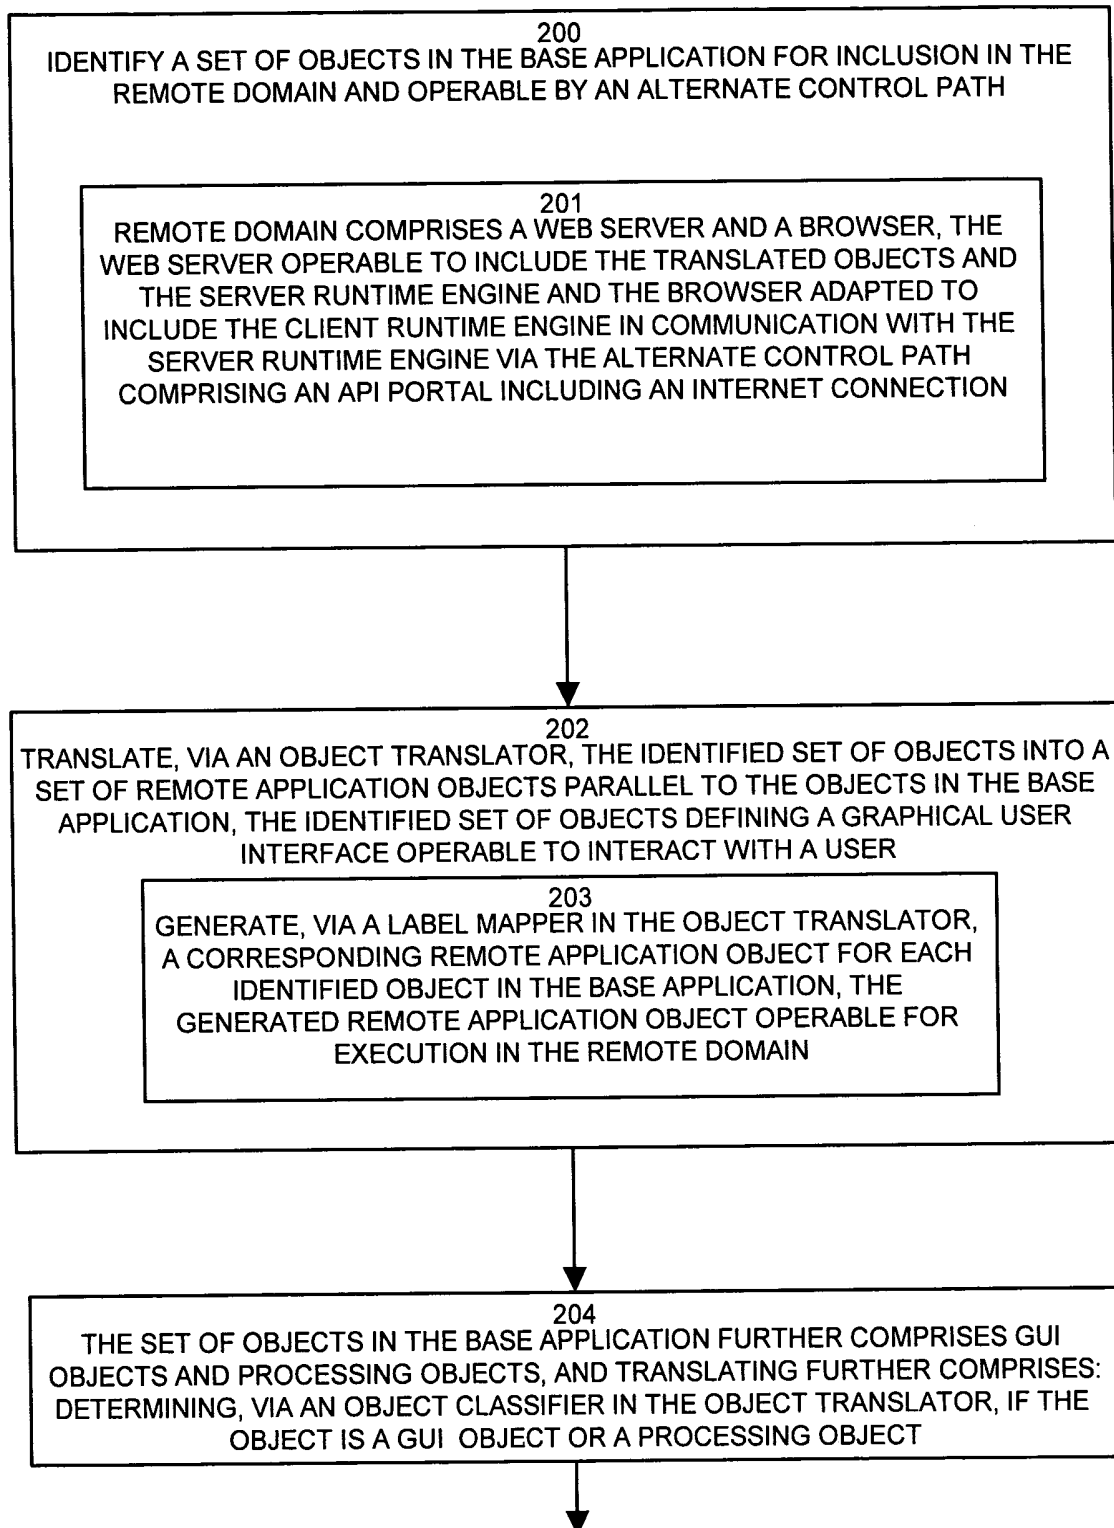 200
IDENTIFY A SET OF OBJECTS IN THE BASE APPLICATION FOR INCLUSION IN THE
REMOTE DOMAIN AND OPERABLE BY AN ALTERNATE CONTROL PATH
201
REMOTE DOMAIN COMPRISES A WEB SERVER AND A BROWSER, THE
WEB SERVER OPERABLE TO INCLUDE THE TRANSLATED OBJECTS AND
THE SERVER RUNTIME ENGINE AND THE BROWSER ADAPTED TO
INCLUDE THE CLIENT RUNTIME ENGINE IN COMMUNICATION WITH THE
SERVER RUNTIME ENGINE VIA THE ALTERNATE CONTROL PATH
COMPRISING AN API PORTAL INCLUDING AN INTERNET CONNECTION
202
TRANSLATE, VIA AN OBJECT TRANSLATOR, THE IDENTIFIED SET OF OBJECTS INTO A
SET OF REMOTE APPLICATION OBJECTS PARALLEL TO THE OBJECTS IN THE BASE
APPLICATION, THE IDENTIFIED SET OF OBJECTS DEFINING A GRAPHICAL USER
INTERFACE OPERABLE TO INTERACT WITH A USER
203
GENERATE, VIA A LABEL MAPPER IN THE OBJECT TRANSLATOR,
A CORRESPONDING REMOTE APPLICATION OBJECT FOR EACH
IDENTIFIED OBJECT IN THE BASE APPLICATION, THE
GENERATED REMOTE APPLICATION OBJECT OPERABLE FOR
EXECUTION IN THE REMOTE DOMAIN
204
THE SET OF OBJECTS IN THE BASE APPLICATION FURTHER COMPRISES GUI
OBJECTS AND PROCESSING OBJECTS, AND TRANSLATING FURTHER COMPRISES:
DETERMINING, VIA AN OBJECT CLASSIFIER IN THE OBJECT TRANSLATOR, IF THE
OBJECT IS A GUI OBJECT OR A PROCESSING OBJECT